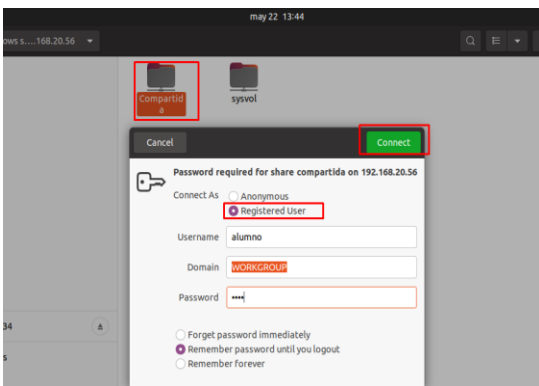 may 22 13:44
ows s....168.20.56
Compartid
a
sysvol
Cancel
Connect
Password required for share compartida on 192.168.20.56
Connect As
Anonymous
Registered User
Username
alumno
Domain
WORKGROUP
Password
••••
Forget password immediately
Remember password until you logout
Remember forever
34
s